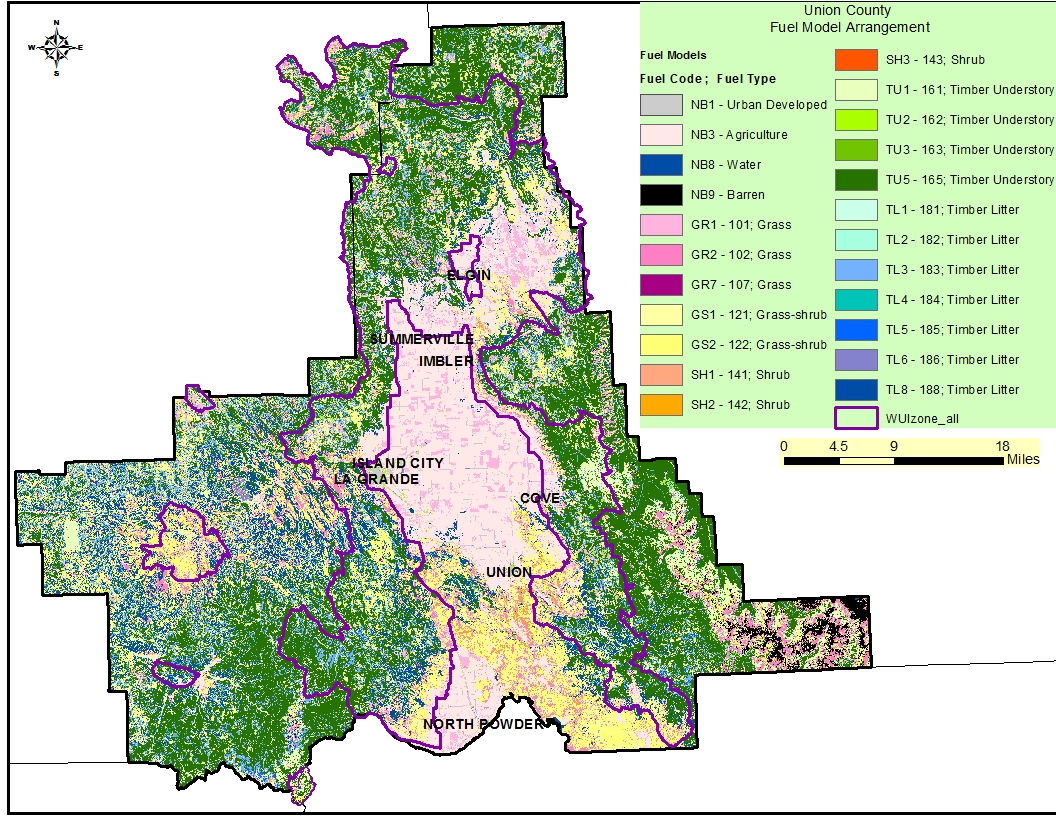 Union County
Fuel Model Arrangement
N
W
E
S
Fuel Models
Fuel Code ; Fuel Type
NB1 - Urban Developed
NB3 - Agriculture
NB8 - Water
NB9 - Barren
GR1 - 101; Grass
GR2 - 102; Grass
GR7 - 107; Grass
GS1 - 121; Grass-shrub
GS2 - 122; Grass-shrub
SH1 - 141; Shrub
SH2 - 142; Shrub
SH3 - 143; Shrub
TU1 - 161; Timber Understory
TU2 - 162; Timber Understory
TU3 - 163; Timber Understory
TU5 - 165; Timber Understory
TL1 - 181; Timber Litter
TL2 - 182; Timber Litter
TL3 - 183; Timber Litter
TL4 - 184; Timber Litter
TL5 - 185; Timber Litter
TL6 - 186; Timber Litter
TL8 - 188; Timber Litter
WUIzone_all
0 4.5 9 18
Miles
ELGIN
SUMMERVILLE
IMBLER
ISLAND CITY
LA GRANDE
COVE
UNION
NORTH POWDER